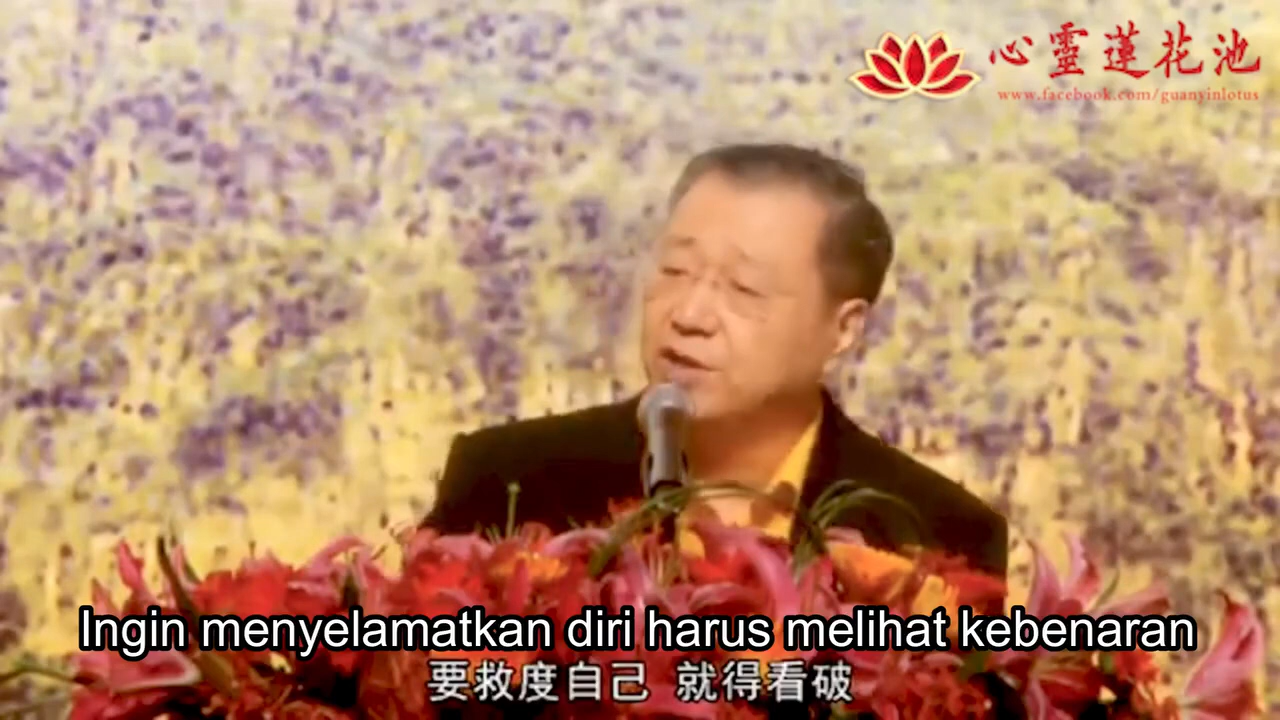 心靈蓮花池
www.facebook.com/guanyinlotus
Ingin menyelamatkan diri harus melihat kebenaran
要救度自己 就得看破